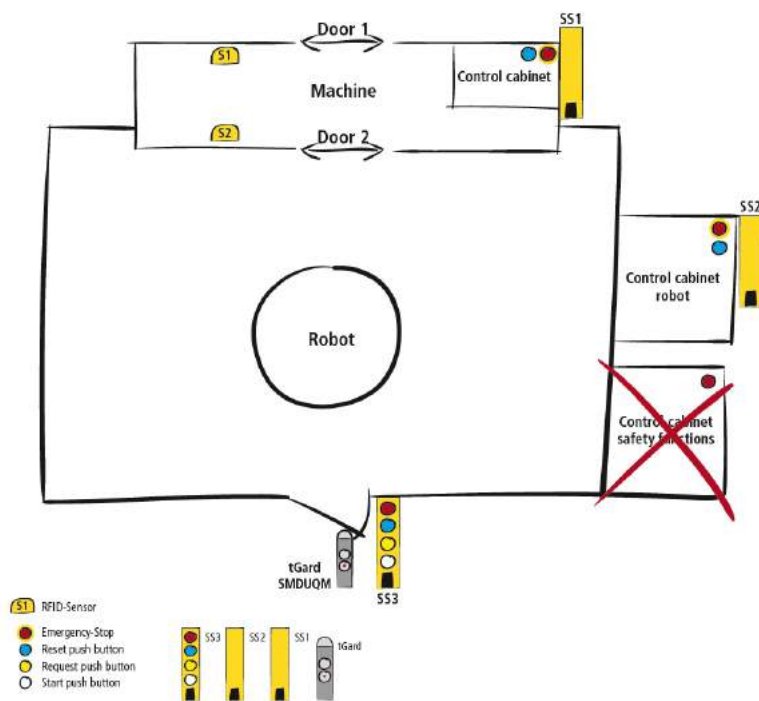 Door 1
SS1
S1
Control cabinet
Machine
S2
Door 2
SS2
Control cabinet
robot
Robot
Control cabinet
safety functions
tGard
SMDUQM
SS3
S1 RFID-Sensor
Emergency-Stop
Reset push button
Request push button
Start push button
SS3 SS2 SS1 tGard